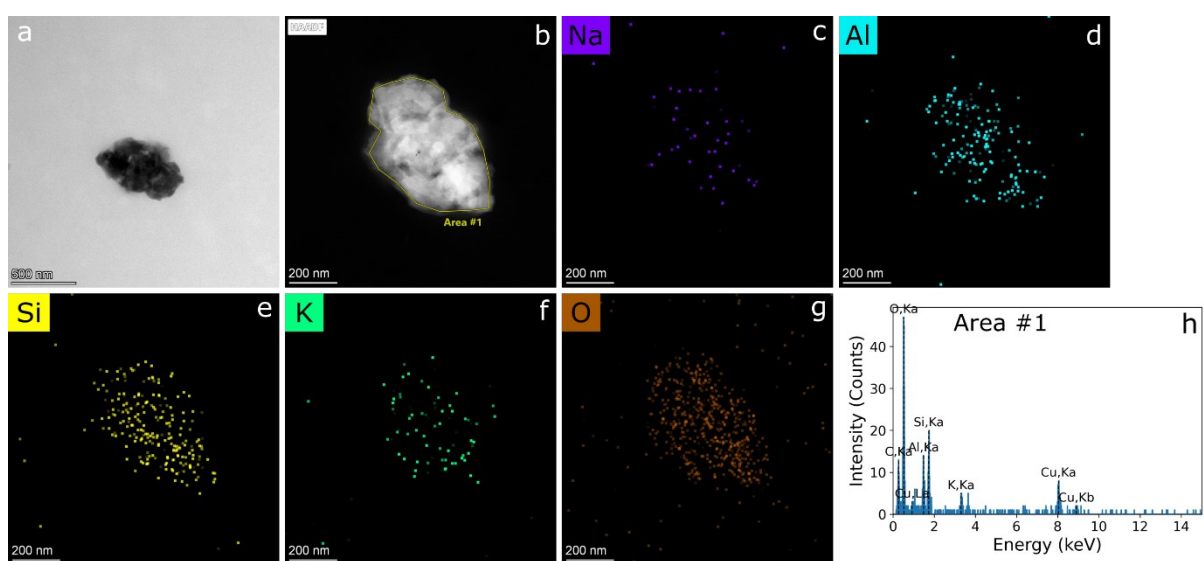 a
500 nm
HAADF
b
Area #1
200 nm
Na
c
200 nm
Al
d
200 nm
Si
e
200 nm
K
f
200 nm
O
g
200 nm
Area #1
h
O,Ka
Si,Ka
Al,Ka
C,Ka
Cu,La
K,Ka
Cu,Ka
Cu,Kb
Intensity (Counts)
40
30
20
10
0
0 2 4 6 8 10 12 14
Energy (keV)